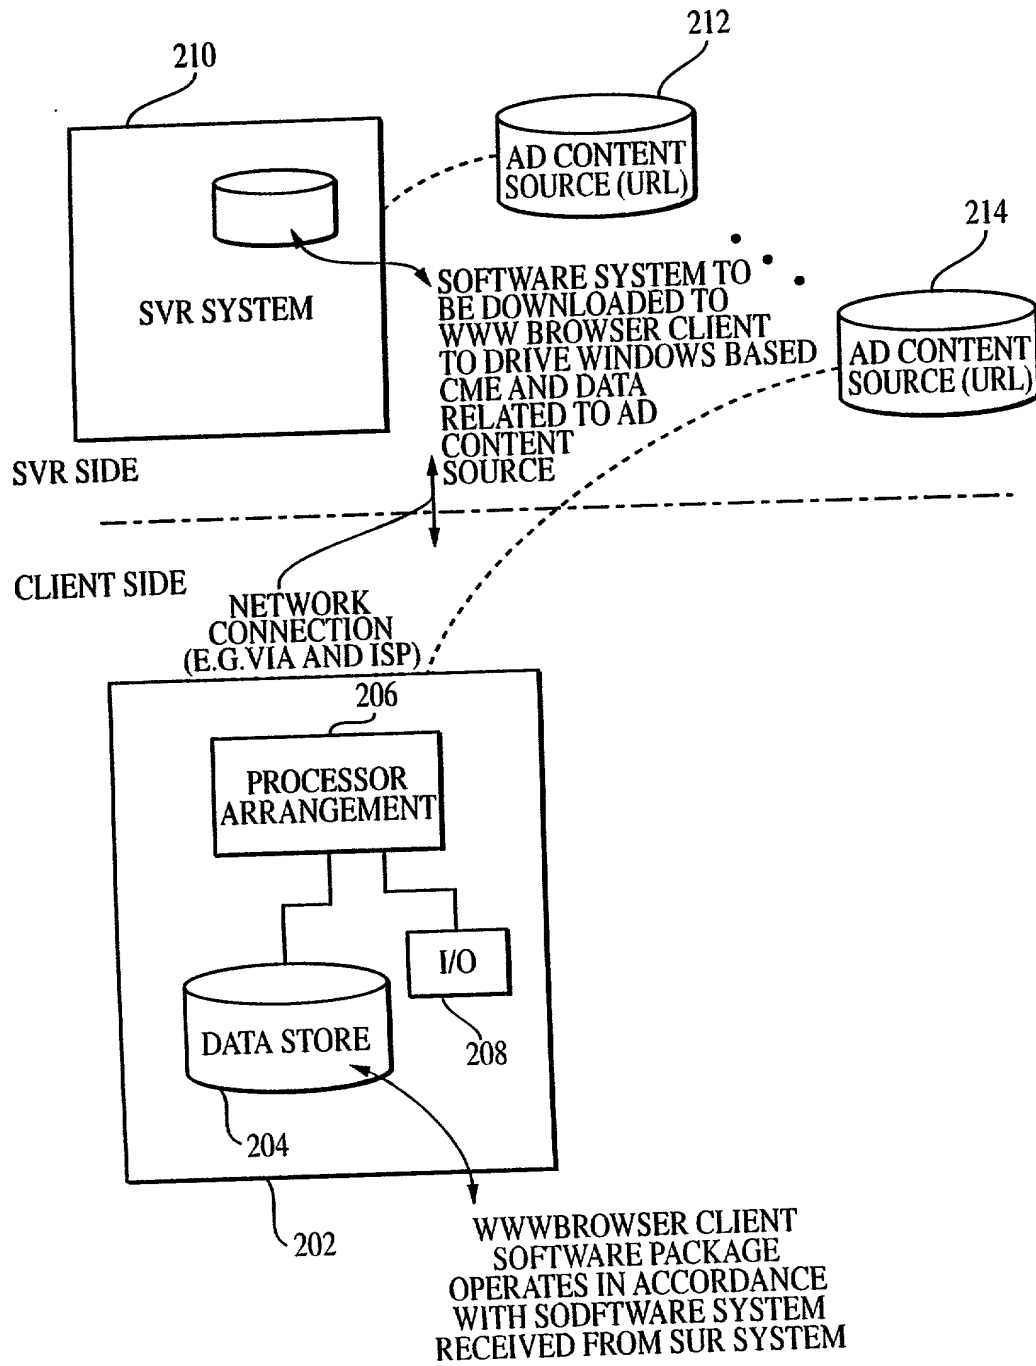 210
212
AD CONTENT
SOURCE (URL)
214
AD CONTENT
SOURCE (URL)
SVR SYSTEM
SOFTWARE SYSTEM TO
BE DOWNLOADED TO
WWW BROWSER CLIENT
TO DRIVE WINDOWS BASED
CME AND DATA
RELATED TO AD
CONTENT
SOURCE
SVR SIDE
CLIENT SIDE
NETWORK
CONNECTION
(E.G.VIA AND ISP)
206
PROCESSOR
ARRANGEMENT
I/O
208
DATA STORE
204
202
WWWBROWSER CLIENT
SOFTWARE PACKAGE
OPERATES IN ACCORDANCE
WITH SODFTWARE SYSTEM
RECEIVED FROM SUR SYSTEM